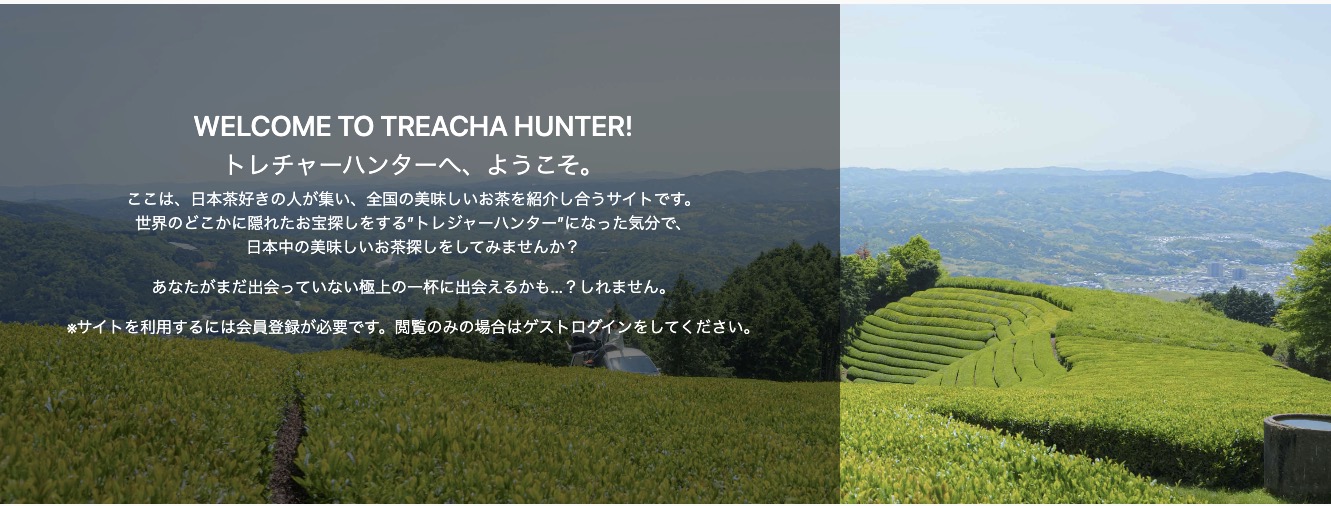 WELCOME TO TREACHA HUNTER!
トレチャーハンターへ、ようこそ。
ここは、日本茶好きの人が集い、全国の美味しいお茶を紹介し合うサイトです。
世界のどこかに隠れたお宝探しをする"トレジャーハンター"になった気分で、
日本中の美味しいお茶探しをしてみませんか？
あなたがまだ出会っていない極上の一杯に出会えるかも...？しれません。
※サイトを利用するには会員登録が必要です。閲覧のみの場合はゲストログインをしてください。